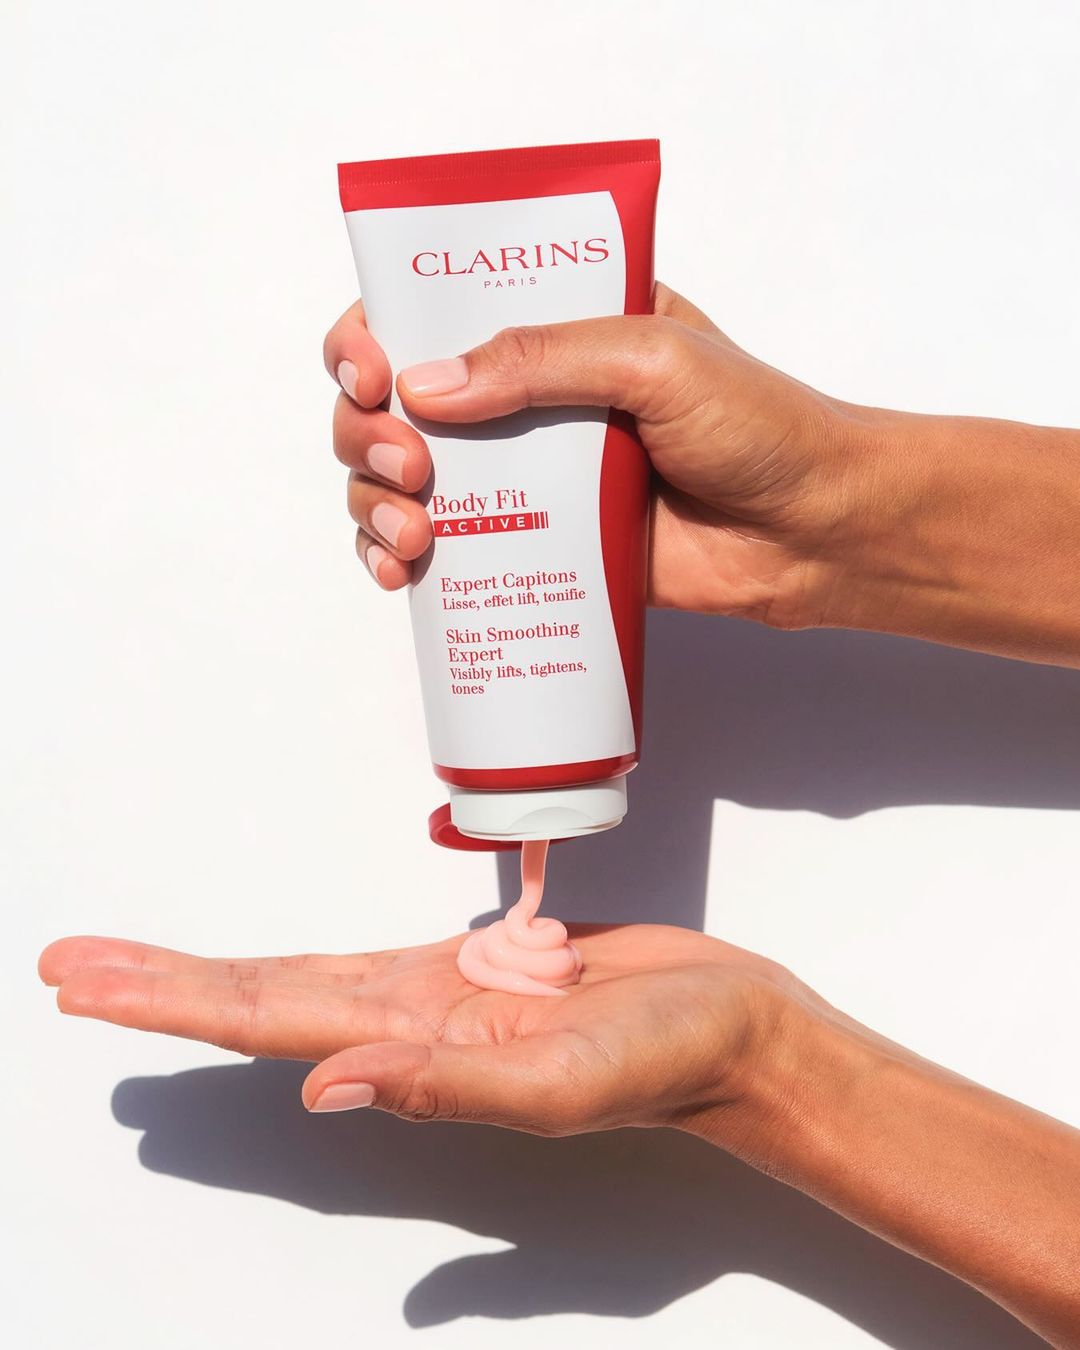 CLARINS
PARIS
Body Fit
ACTIVE
Expert Capitons
Lisse, effet lift, tonifie
Skin Smoothing
Expert
Visibly lifts, tightens,
tones